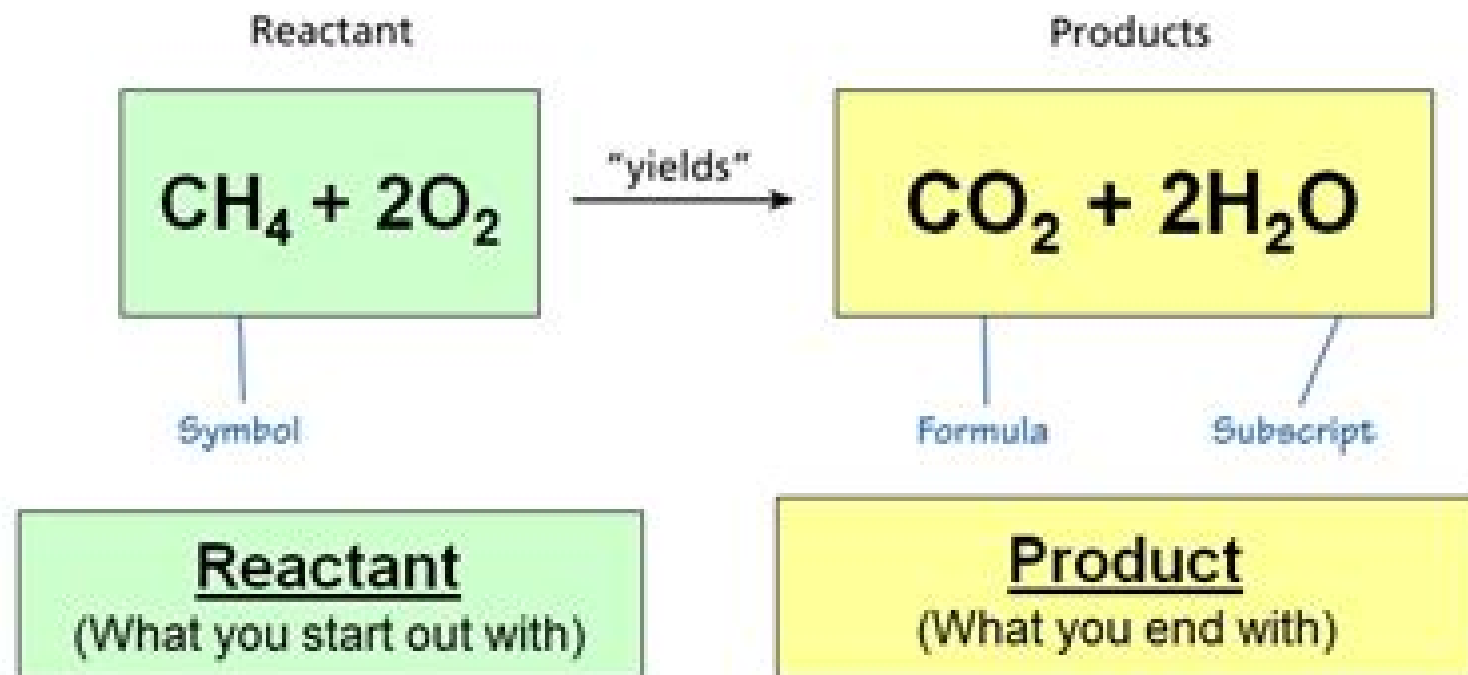 Reactant
Products
CH₄ + 2O₂
"yields"
CO₂ + 2H₂O
Symbol
Formula
Subscript
Reactant
(What you start out with)
Product
(What you end with)